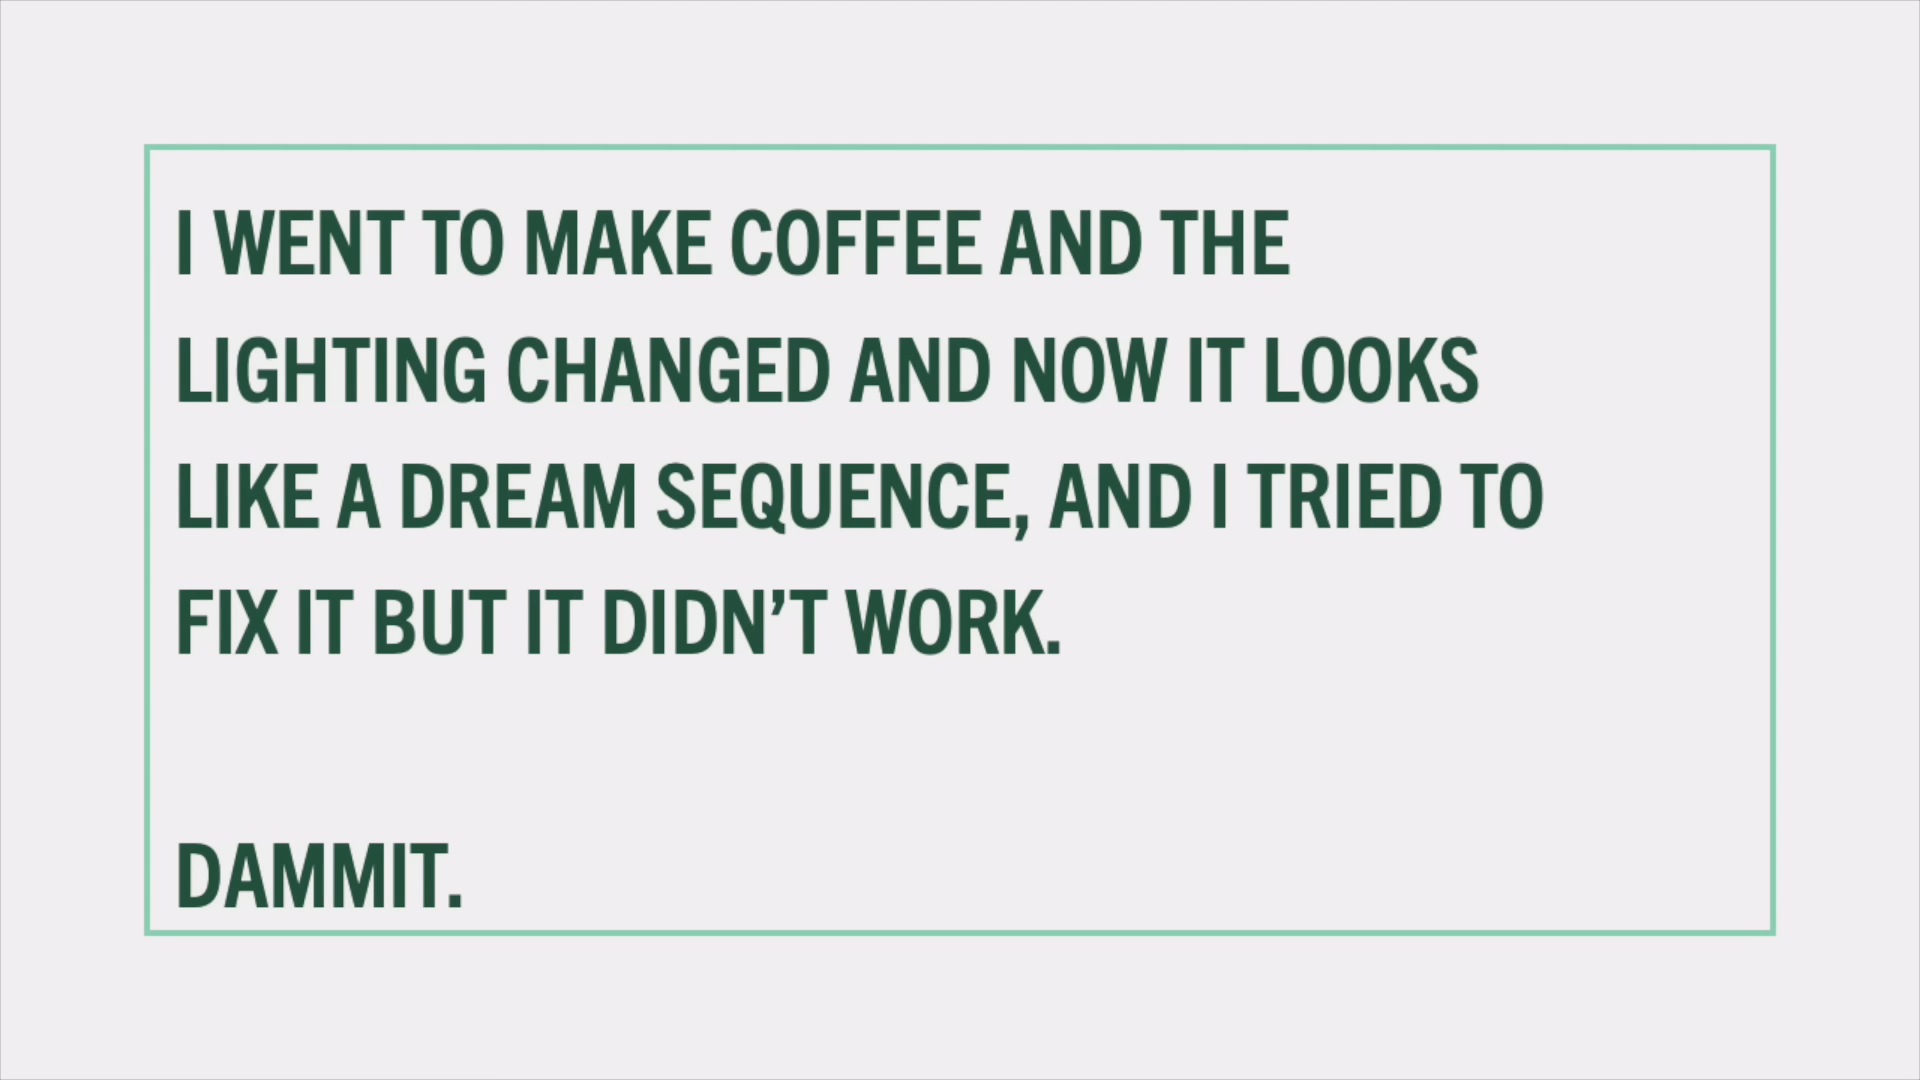 I WENT TO MAKE COFFEE AND THE
LIGHTING CHANGED AND NOW IT LOOKS
LIKE A DREAM SEQUENCE, AND I TRIED TO
FIX IT BUT IT DIDN’T WORK.
DAMMIT.